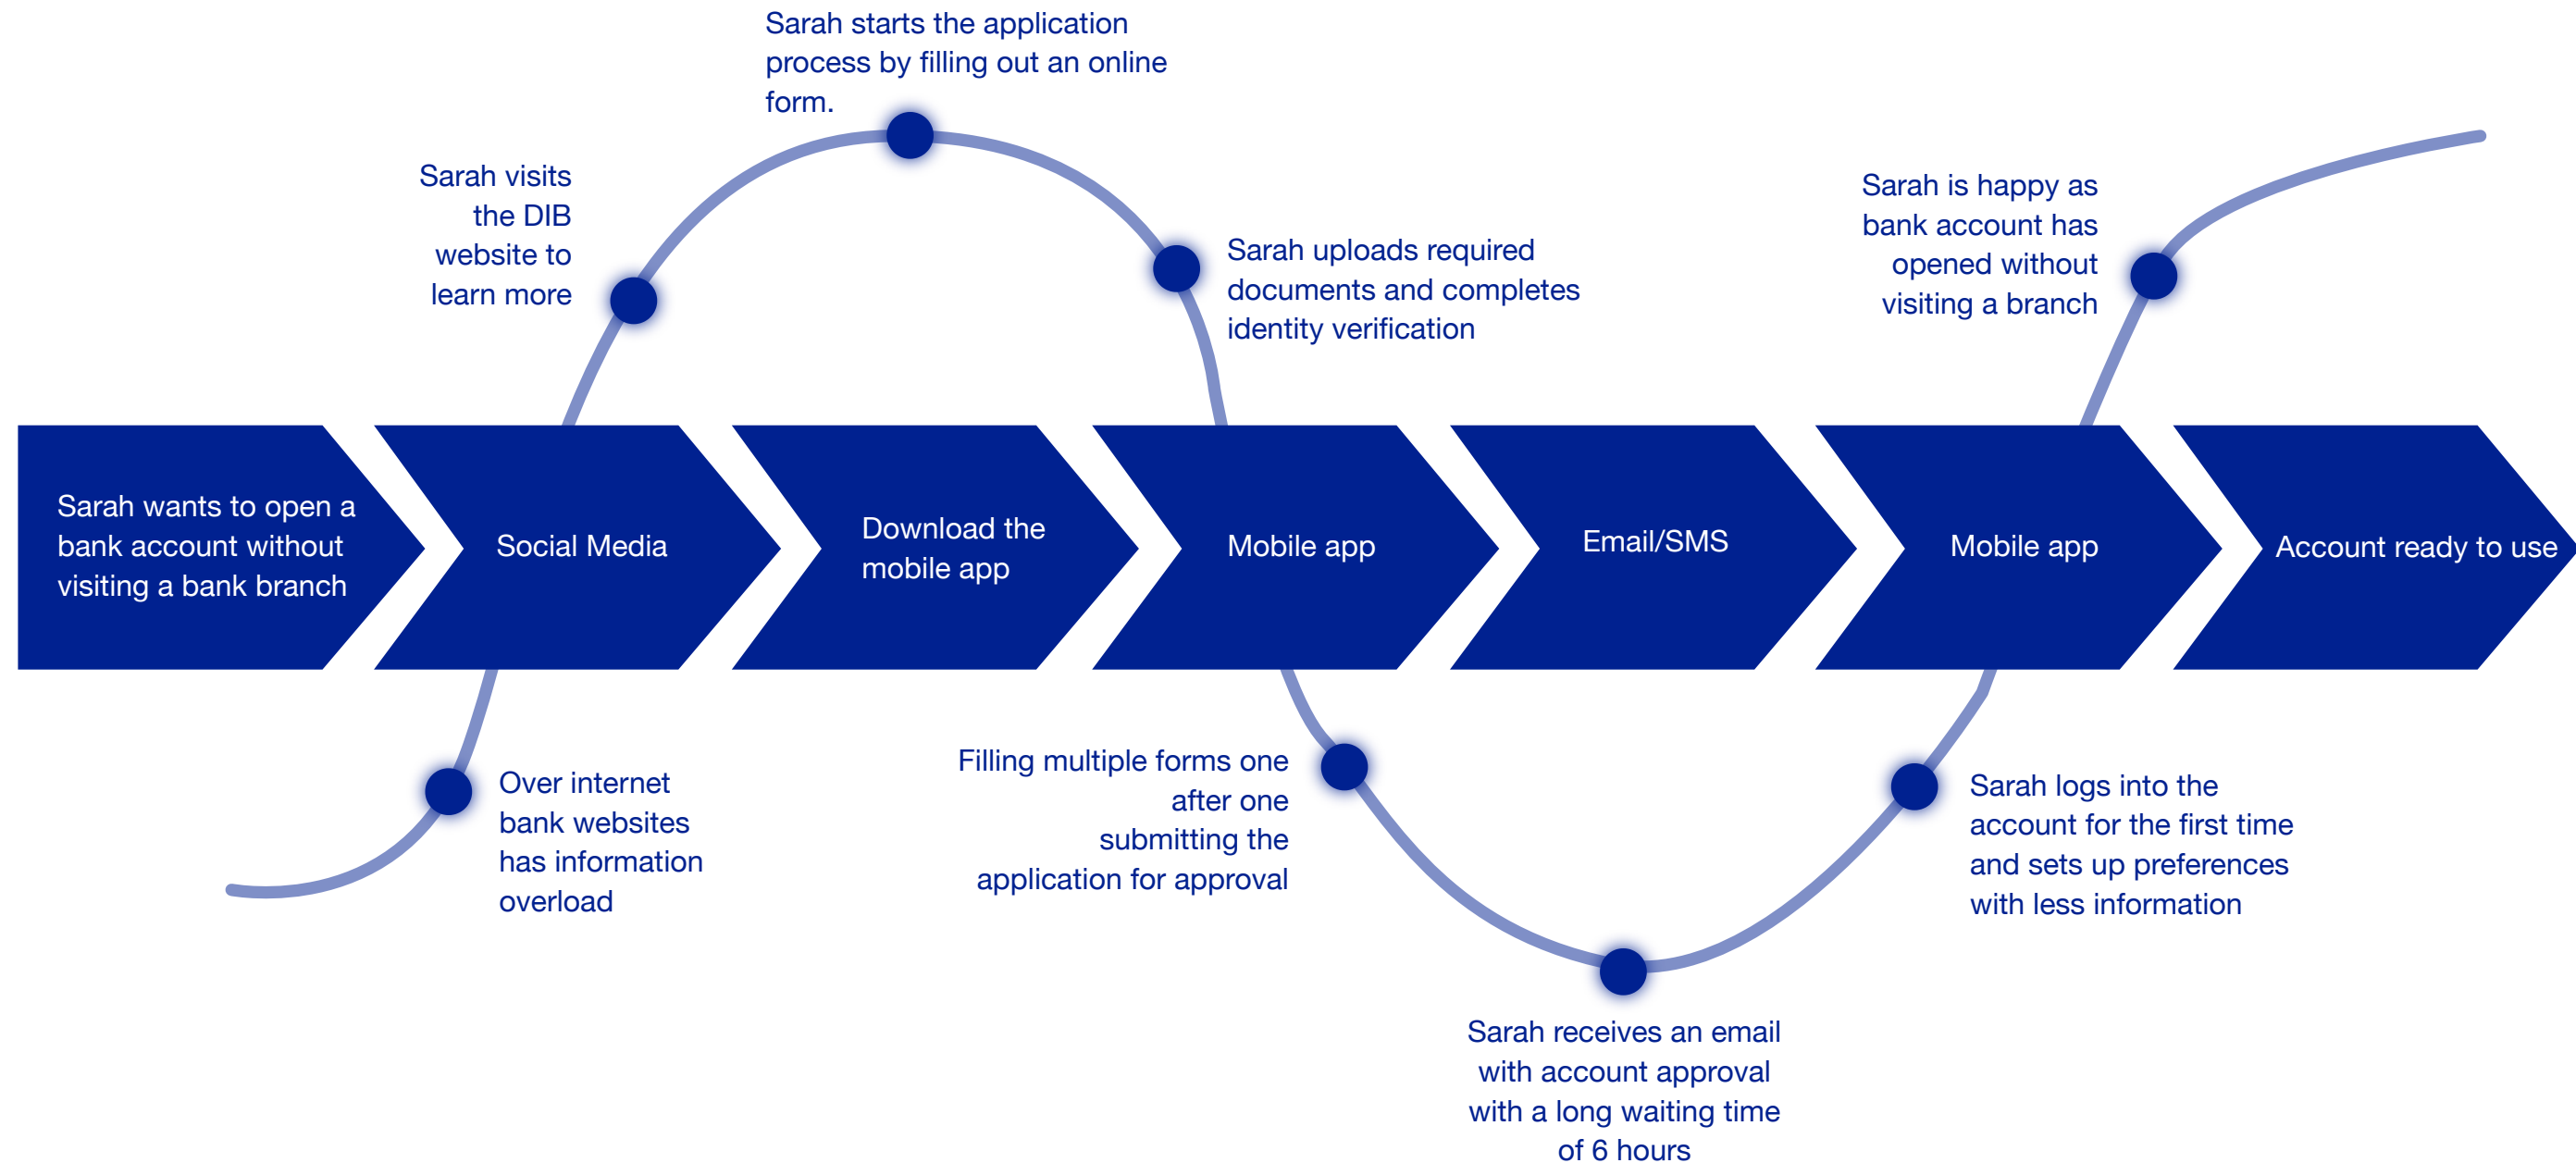 Sarah starts the application
process by filling out an online
form.
Sarah visits
the DIB
website to
learn more
Sarah uploads required
documents and completes
identity verification
Sarah is happy as
bank account has
opened without
visiting a branch
Sarah wants to open a
bank account without
visiting a bank branch
Social Media
Download the
mobile app
Mobile app
Email/SMS
Mobile app
Account ready to use
Over internet
bank websites
has information
overload
Filling multiple forms one
after one
submitting the
application for approval
Sarah logs into the
account for the first time
and sets up preferences
with less information
Sarah receives an email
with account approval
with a long waiting time
of 6 hours